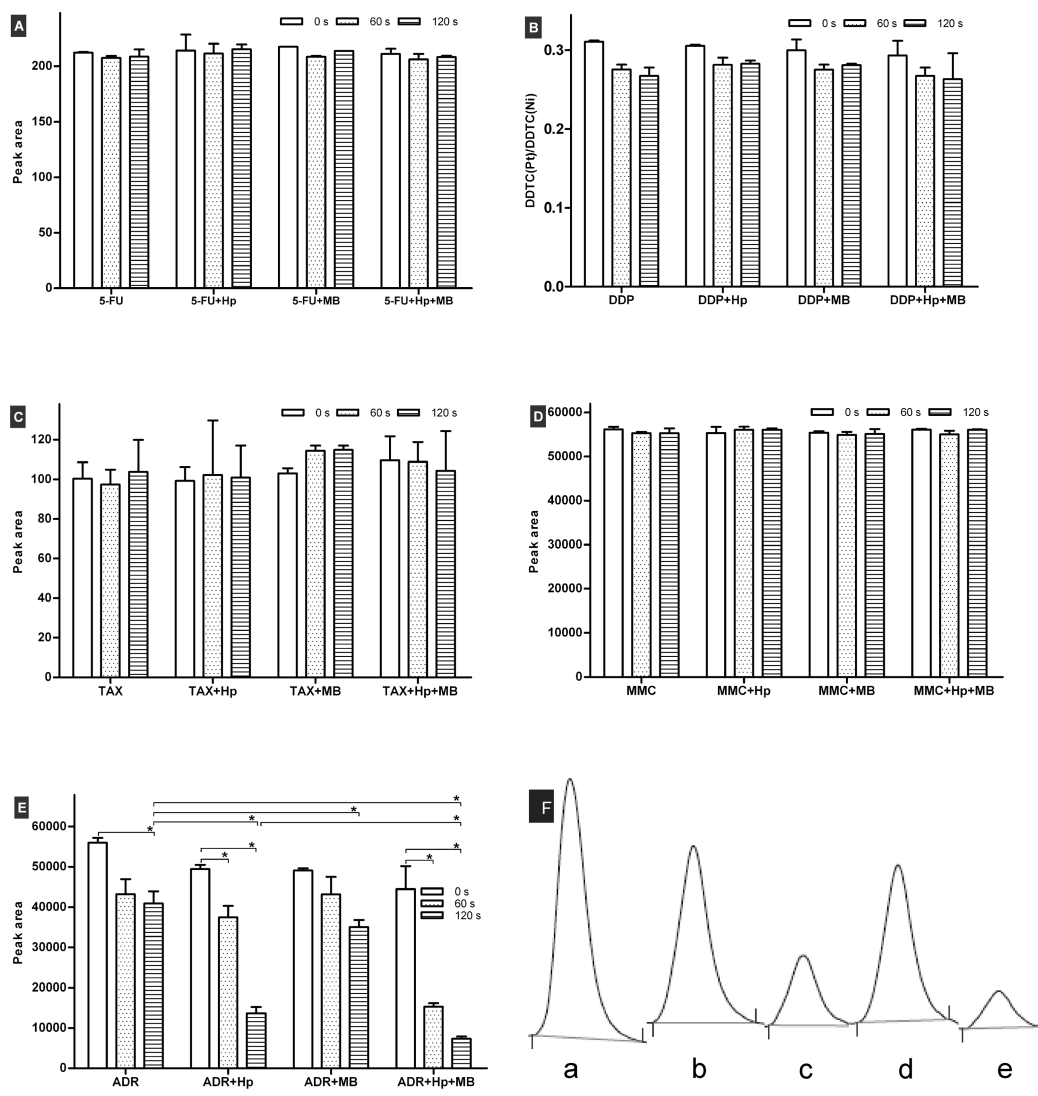 A
0 s 60 s 120 s
Peak area
200
150
100
50
0
5-FU 5-FU+Hp 5-FU+MB 5-FU+Hp+MB
B
0 s 60 s 120 s
DDTC(Pt)/DDTC(Ni)
0.3
0.2
0.1
0.0
DDP DDP+Hp DDP+MB DDP+Hp+MB
C
0 s 60 s 120 s
Peak area
120
100
80
60
40
20
0
TAX TAX+Hp TAX+MB TAX+Hp+MB
D
0 s 60 s 120 s
Peak area
60000
50000
40000
30000
20000
10000
0
MMC MMC+Hp MMC+MB MMC+Hp+MB
E
*
*
* *
*
* *
* *
0 s
60 s
120 s
Peak area
60000
50000
40000
30000
20000
10000
0
ADR ADR+Hp ADR+MB ADR+Hp+MB
F
a b c d e